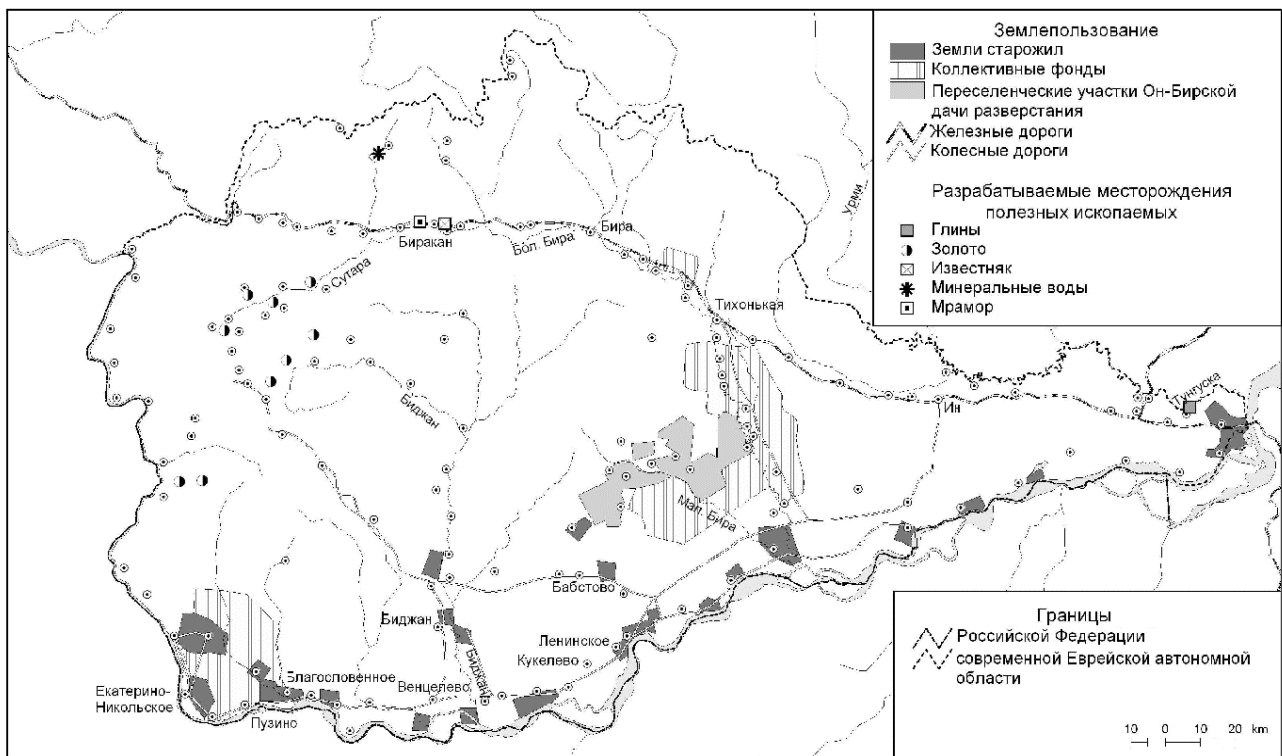 Землепользование
Земли старожил
Коллективные фонды
Переселенческие участки Он-Бирской
дачи разверстания
Железные дороги
Колесные дороги
Разрабатываемые месторождения
полезных ископаемых
Глины
Золото
Известняк
Минеральные воды
Мрамор
Урми
Биракан
Бол. Бира
Бира
Сутара
Тихонькая
Тунгуска
Ин
Биджан
Мал. Бира
Бабстово
Биджан
Ленинское
Кукелево
Биджан
Благословенное
Венцелево
Екатерино-
Никольское
Пузино
Границы
Российской Федерации
современной Еврейской автономной
области
10 0 10 20 km